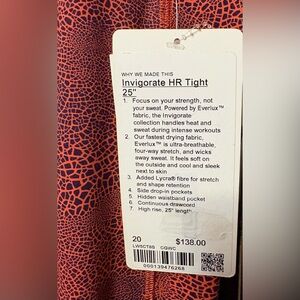 WHY WE MADE THIS
Invigorate HR Tight
25"
1. Focus on your strength, not
your sweat. Powered by Everlux™
fabric, the Invigorate
collection handles heat and
sweat during intense workouts
2. Our fastest drying fabric,
Everlux™ is ultra-breathable,
four-way stretch, and wicks
away sweat. It feels soft on
the outside and cool and sleek
next to skin
3. Added Lycra® fibre for stretch
and shape retention
4. Side drop-in pockets
5. Hidden waistband pocket
6. Continuous drawcord
7. High rise, 25" length
20 $138.00
LW5CT8S CQWC
000139476268